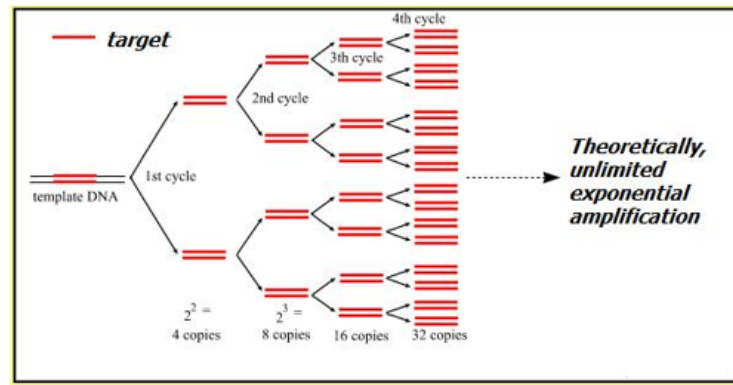 target
4th cycle
3th cycle
2nd cycle
1st cycle
template DNA
Theoretically,
unlimited
exponential
amplification
2^2 =
4 copies
2^3 =
8 copies
16 copies
32 copies